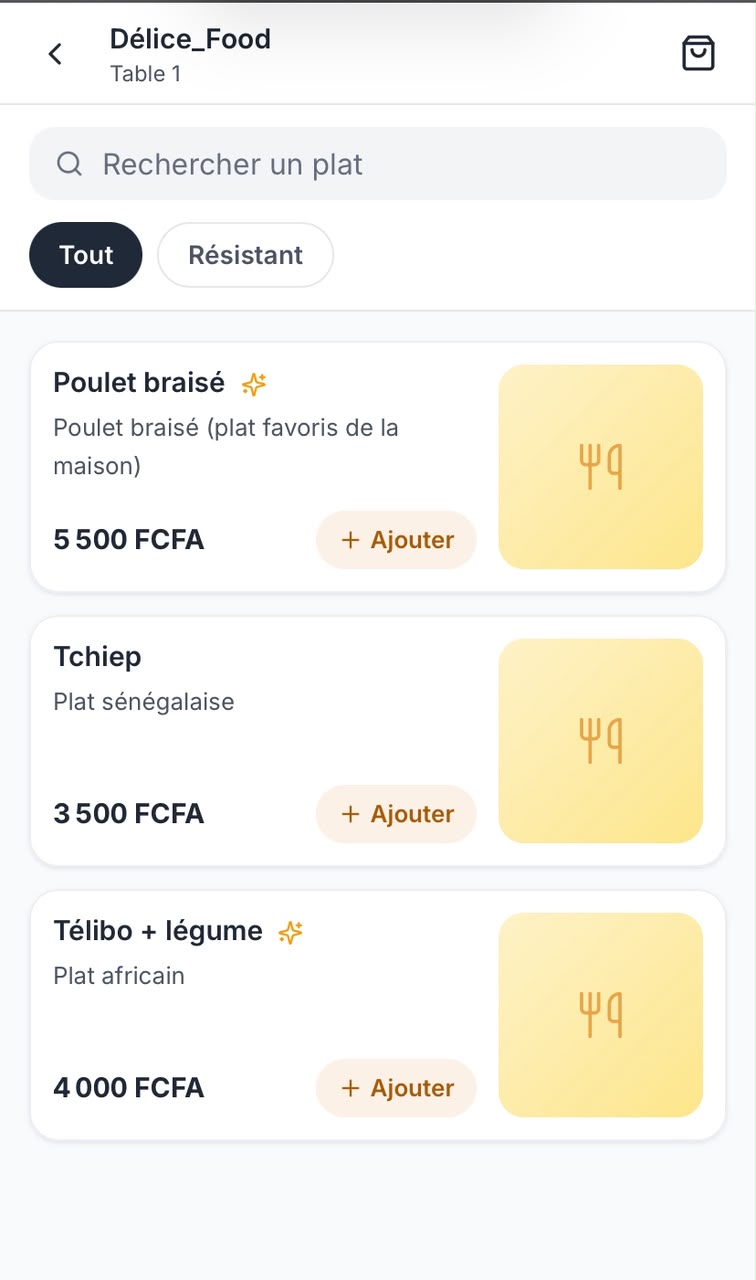 Délice_Food
Table 1
Rechercher un plat
Tout
Résistant
Poulet braisé
Poulet braisé (plat favoris de la
maison)
5 500 FCFA
+ Ajouter
Tchiep
Plat sénégalaise
3 500 FCFA
+ Ajouter
Télibo + légume
Plat africain
4 000 FCFA
+ Ajouter